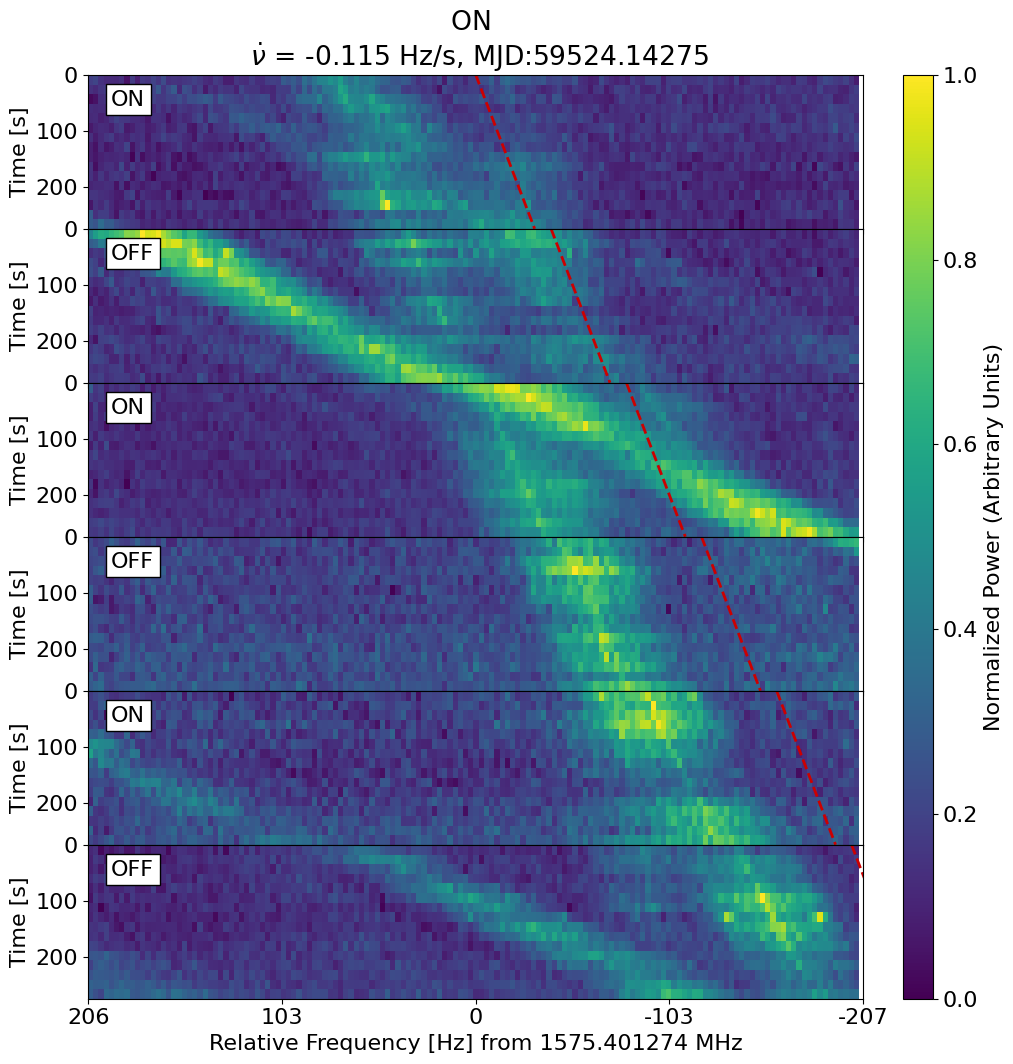 ON
ν̇ = -0.115 Hz/s, MJD:59524.14275
0
100
200
Time [s]
ON
0
100
200
Time [s]
OFF
0
100
200
Time [s]
ON
0
100
200
Time [s]
OFF
0
100
200
Time [s]
ON
0
100
200
Time [s]
OFF
206
103
0
-103
-207
Relative Frequency [Hz] from 1575.401274 MHz
1.0
0.8
0.6
0.4
0.2
0.0
Normalized Power (Arbitrary Units)